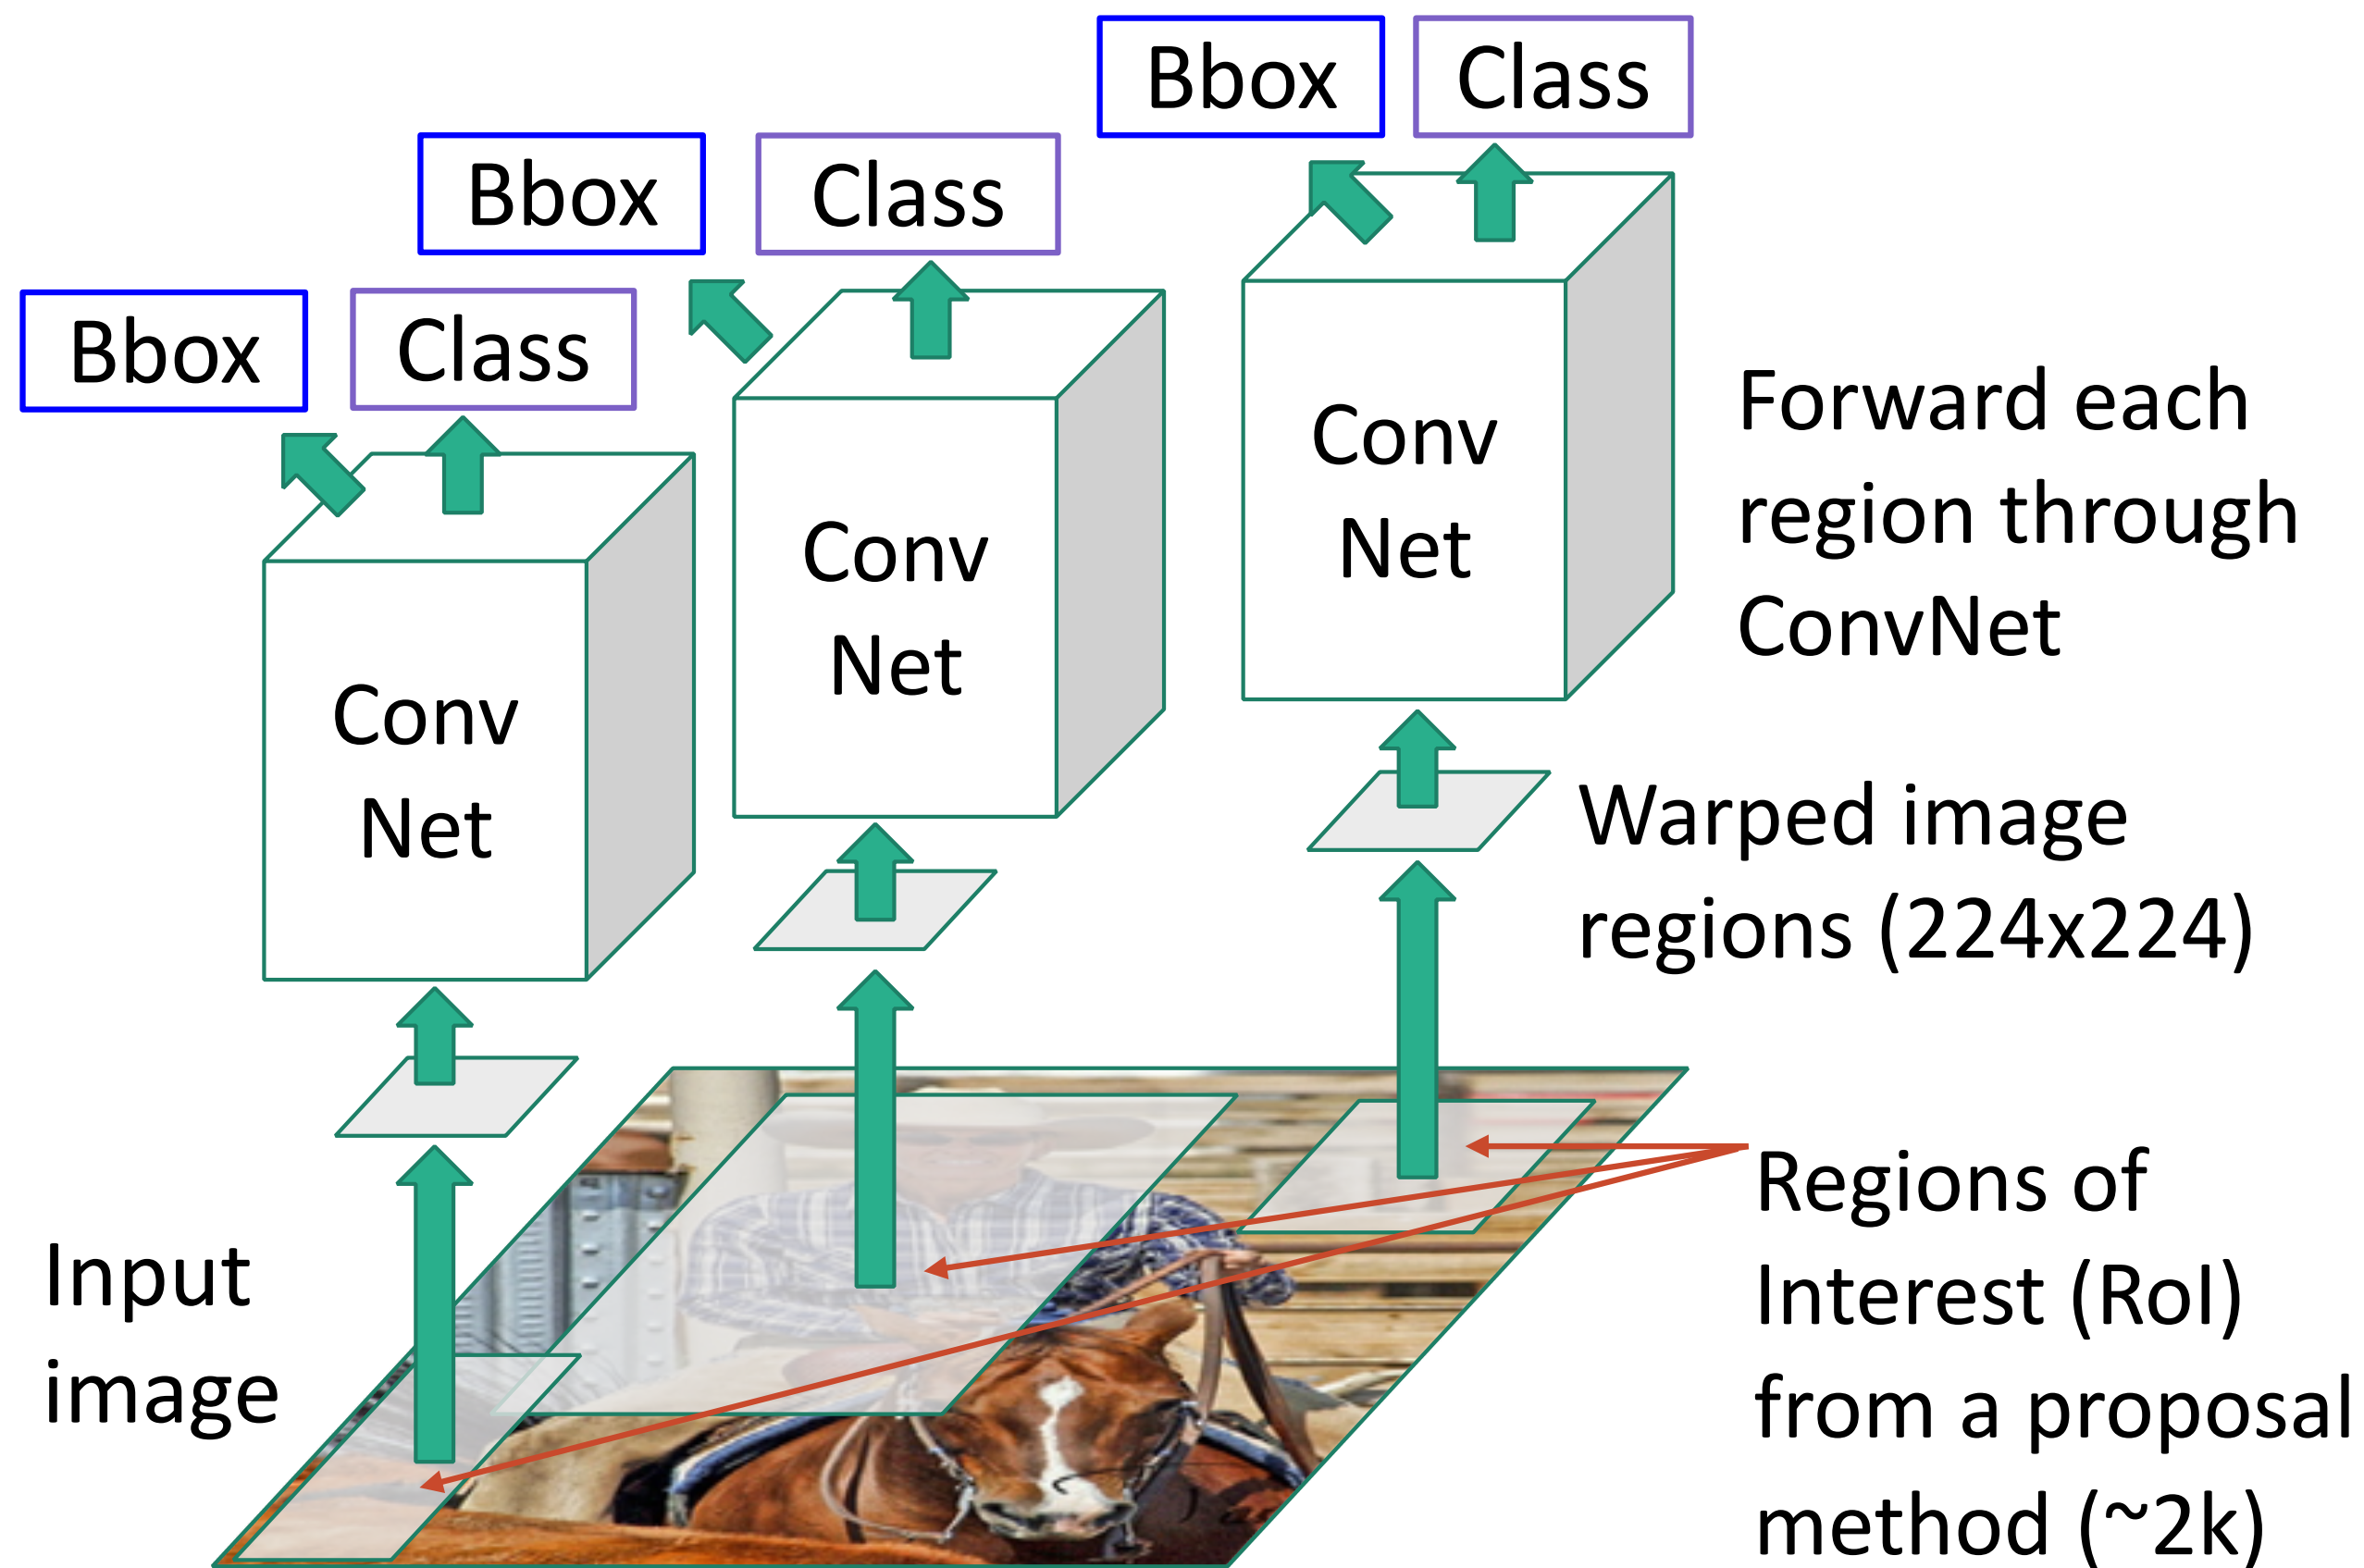 Bbox
Class
Bbox
Class
Bbox
Class
Conv
Net
Conv
Net
Conv
Net
Forward each
region through
ConvNet
Warped image
regions (224x224)
Input
image
Regions of
Interest (RoI)
from a proposal
method (~2k)